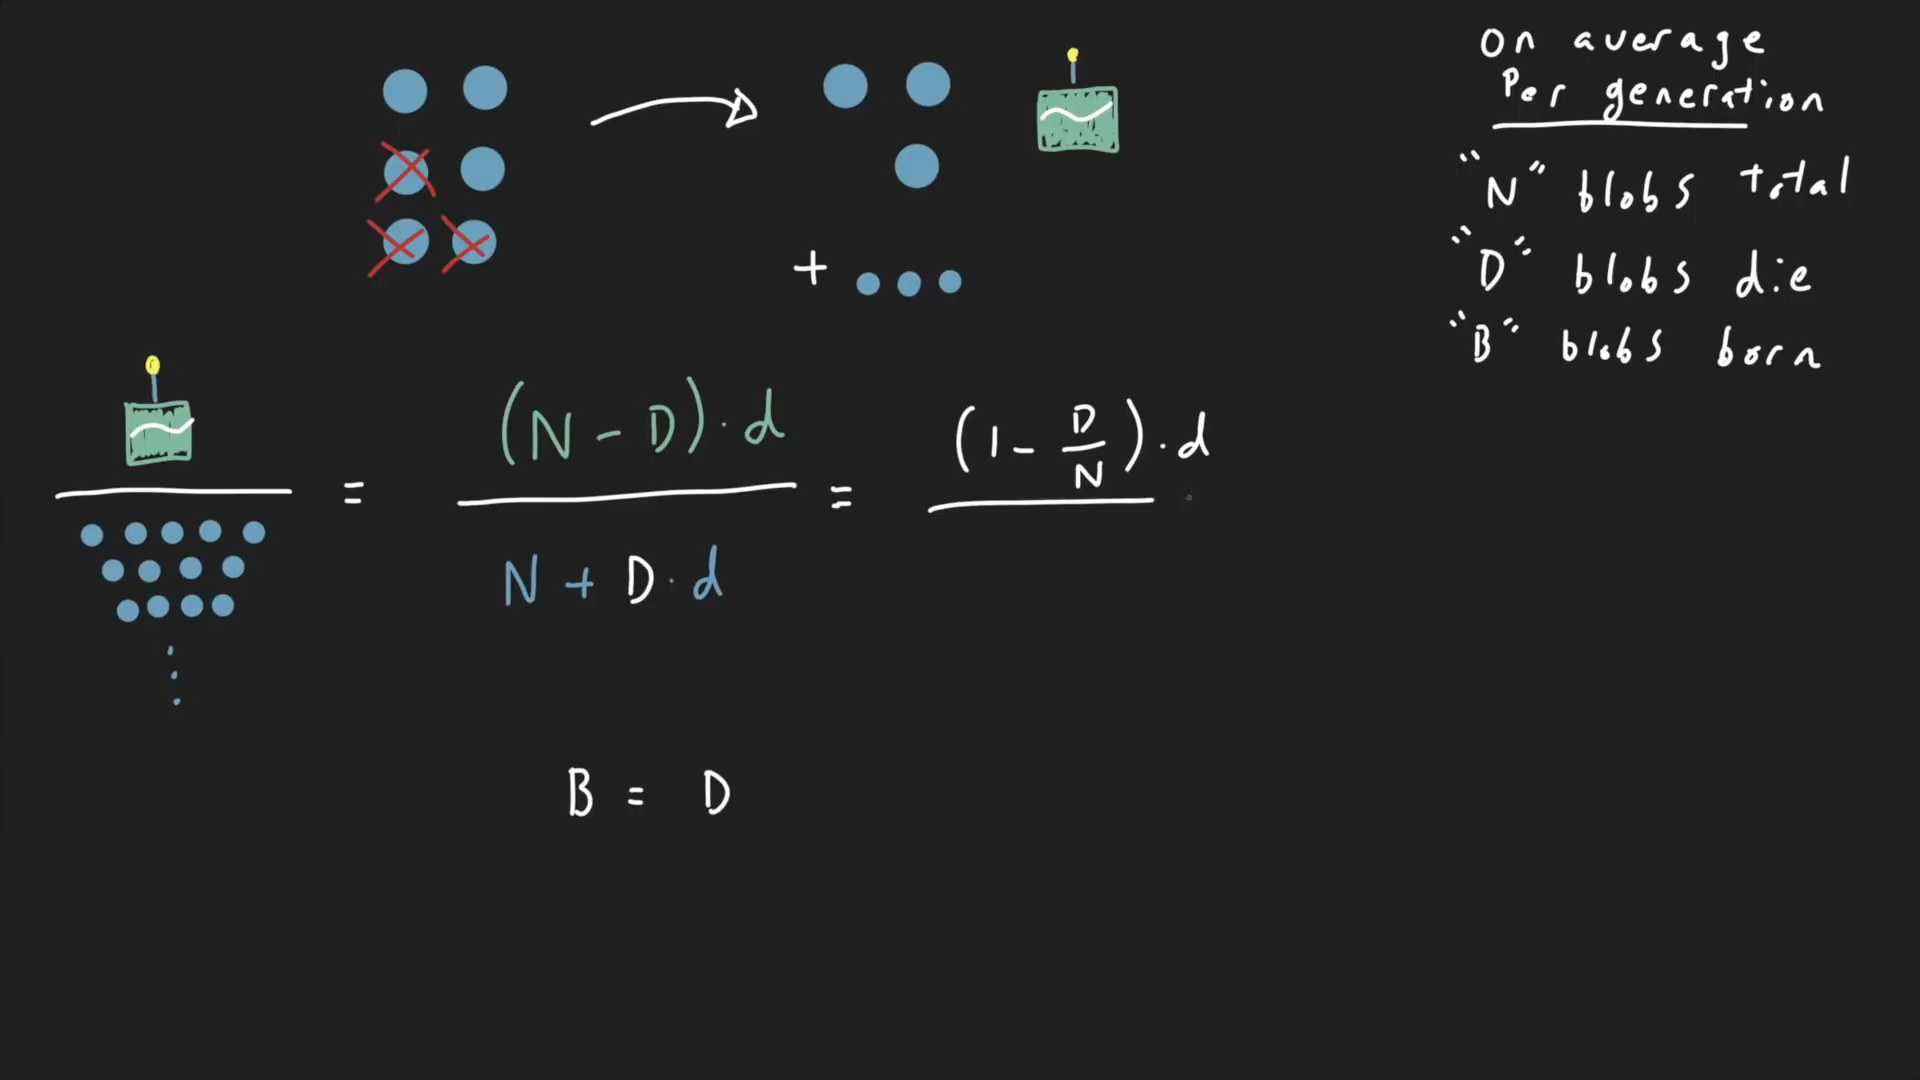 On average
Per generation
"N" blobs total
"D" blobs die
"B" blobs born
+
= (N - D) · d / N + D · d = (1 - D/N) · d
B = D